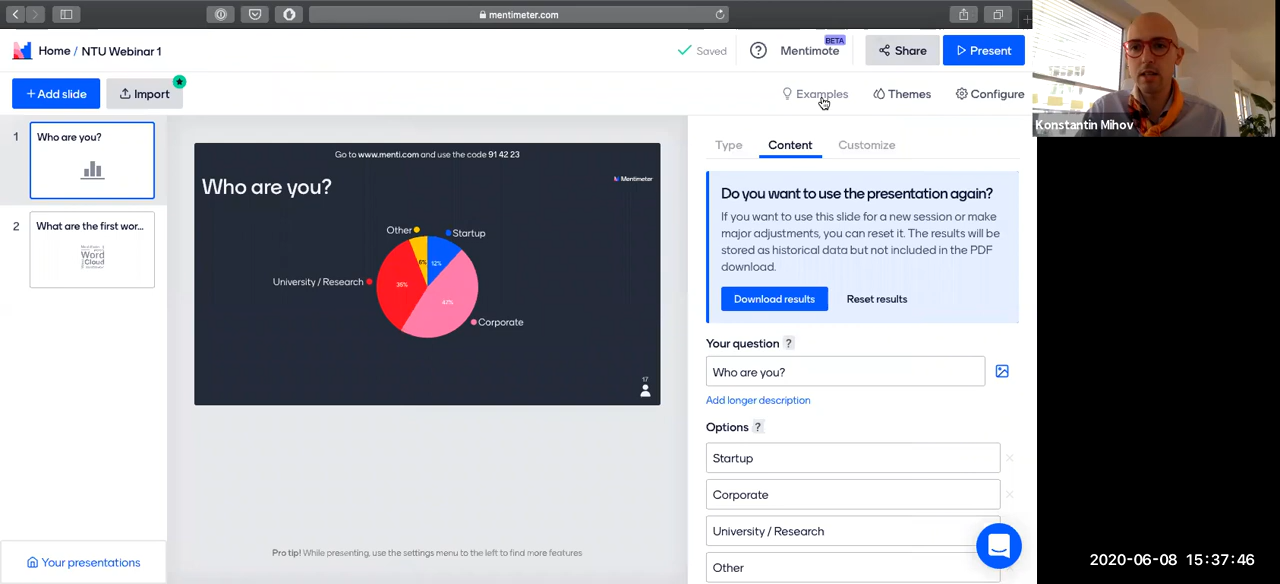 mentimeter.com
Home / NTU Webinar 1
Saved
?
Mentimote
BETA
Share
Present
+ Add slide
Import
Examples
Themes
Configure
Konstantin Mihov
1
Who are you?
2
What are the first wor...
Word
Cloud
Your presentations
Go to www.menti.com and use the code 91 42 23
Who are you?
Mentimeter
Other
Startup
6%
12%
University / Research
35%
47%
Corporate
17
Pro tip! While presenting, use the settings menu to the left to find more features
Type
Content
Customize
Do you want to use the presentation again?
If you want to use this slide for a new session or make
major adjustments, you can reset it. The results will be
stored as historical data but not included in the PDF
download.
Download results
Reset results
Your question ?
Who are you?
Add longer description
Options ?
Startup
Corporate
University / Research
Other
2020-06-08 15:37:46